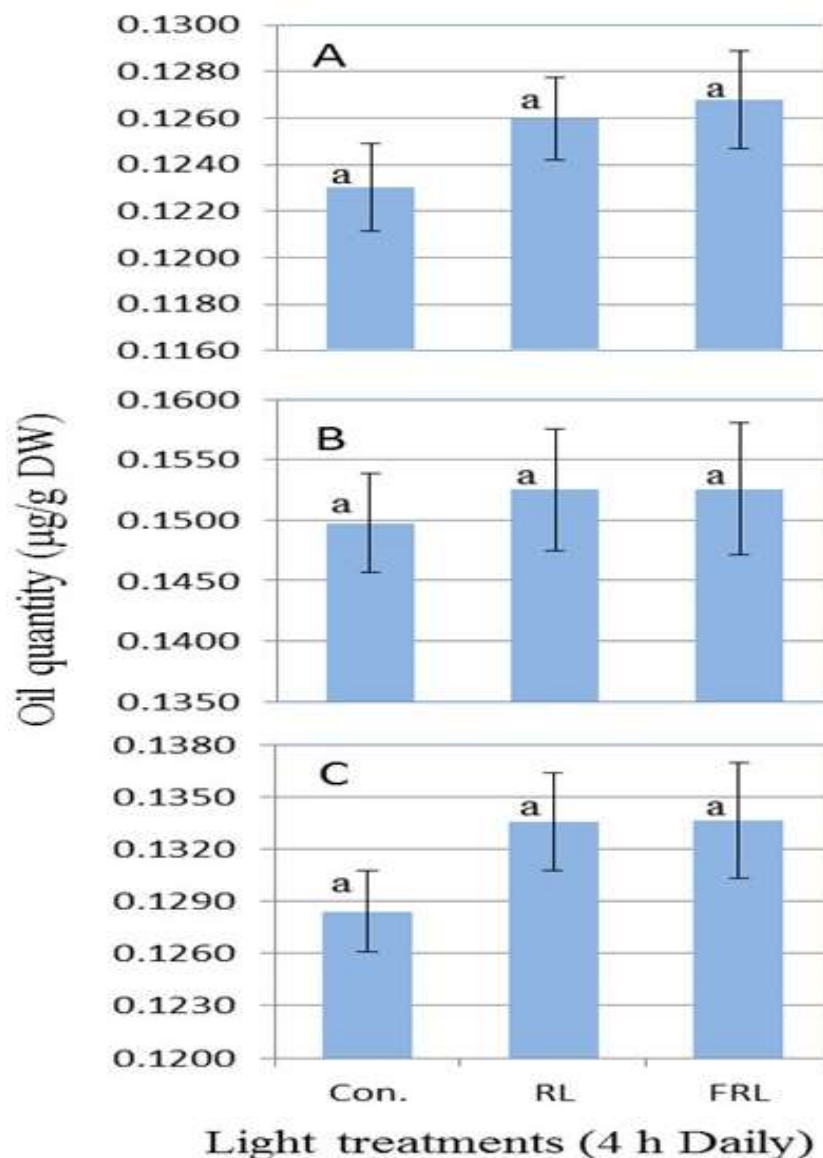 0.1300
A
0.1280
a
a
0.1260
0.1240
a
0.1220
0.1200
0.1180
0.1160
Oil quantity (µg/g DW)
0.1600
B
0.1550
a
a
a
0.1500
0.1450
0.1400
0.1350
0.1380
C
0.1350
a
a
0.1320
a
0.1290
0.1260
0.1230
0.1200
Con. RL FRL
Light treatments (4 h Daily)